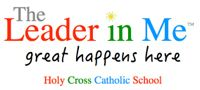 The
Leader in Me™
great happens here
Holy Cross Catholic School